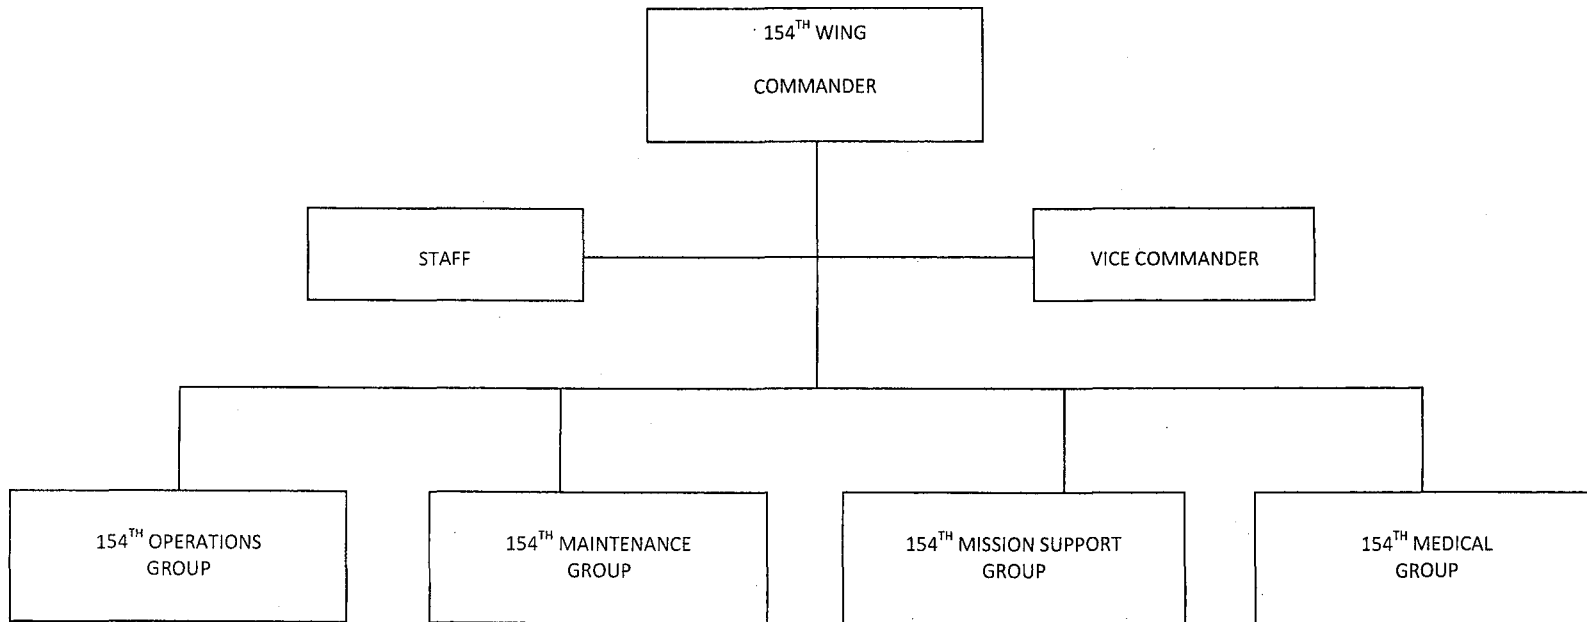 154TH WING
COMMANDER
STAFF
VICE COMMANDER
154TH OPERATIONS
GROUP
154TH MAINTENANCE
GROUP
154TH MISSION SUPPORT
GROUP
154TH MEDICAL
GROUP